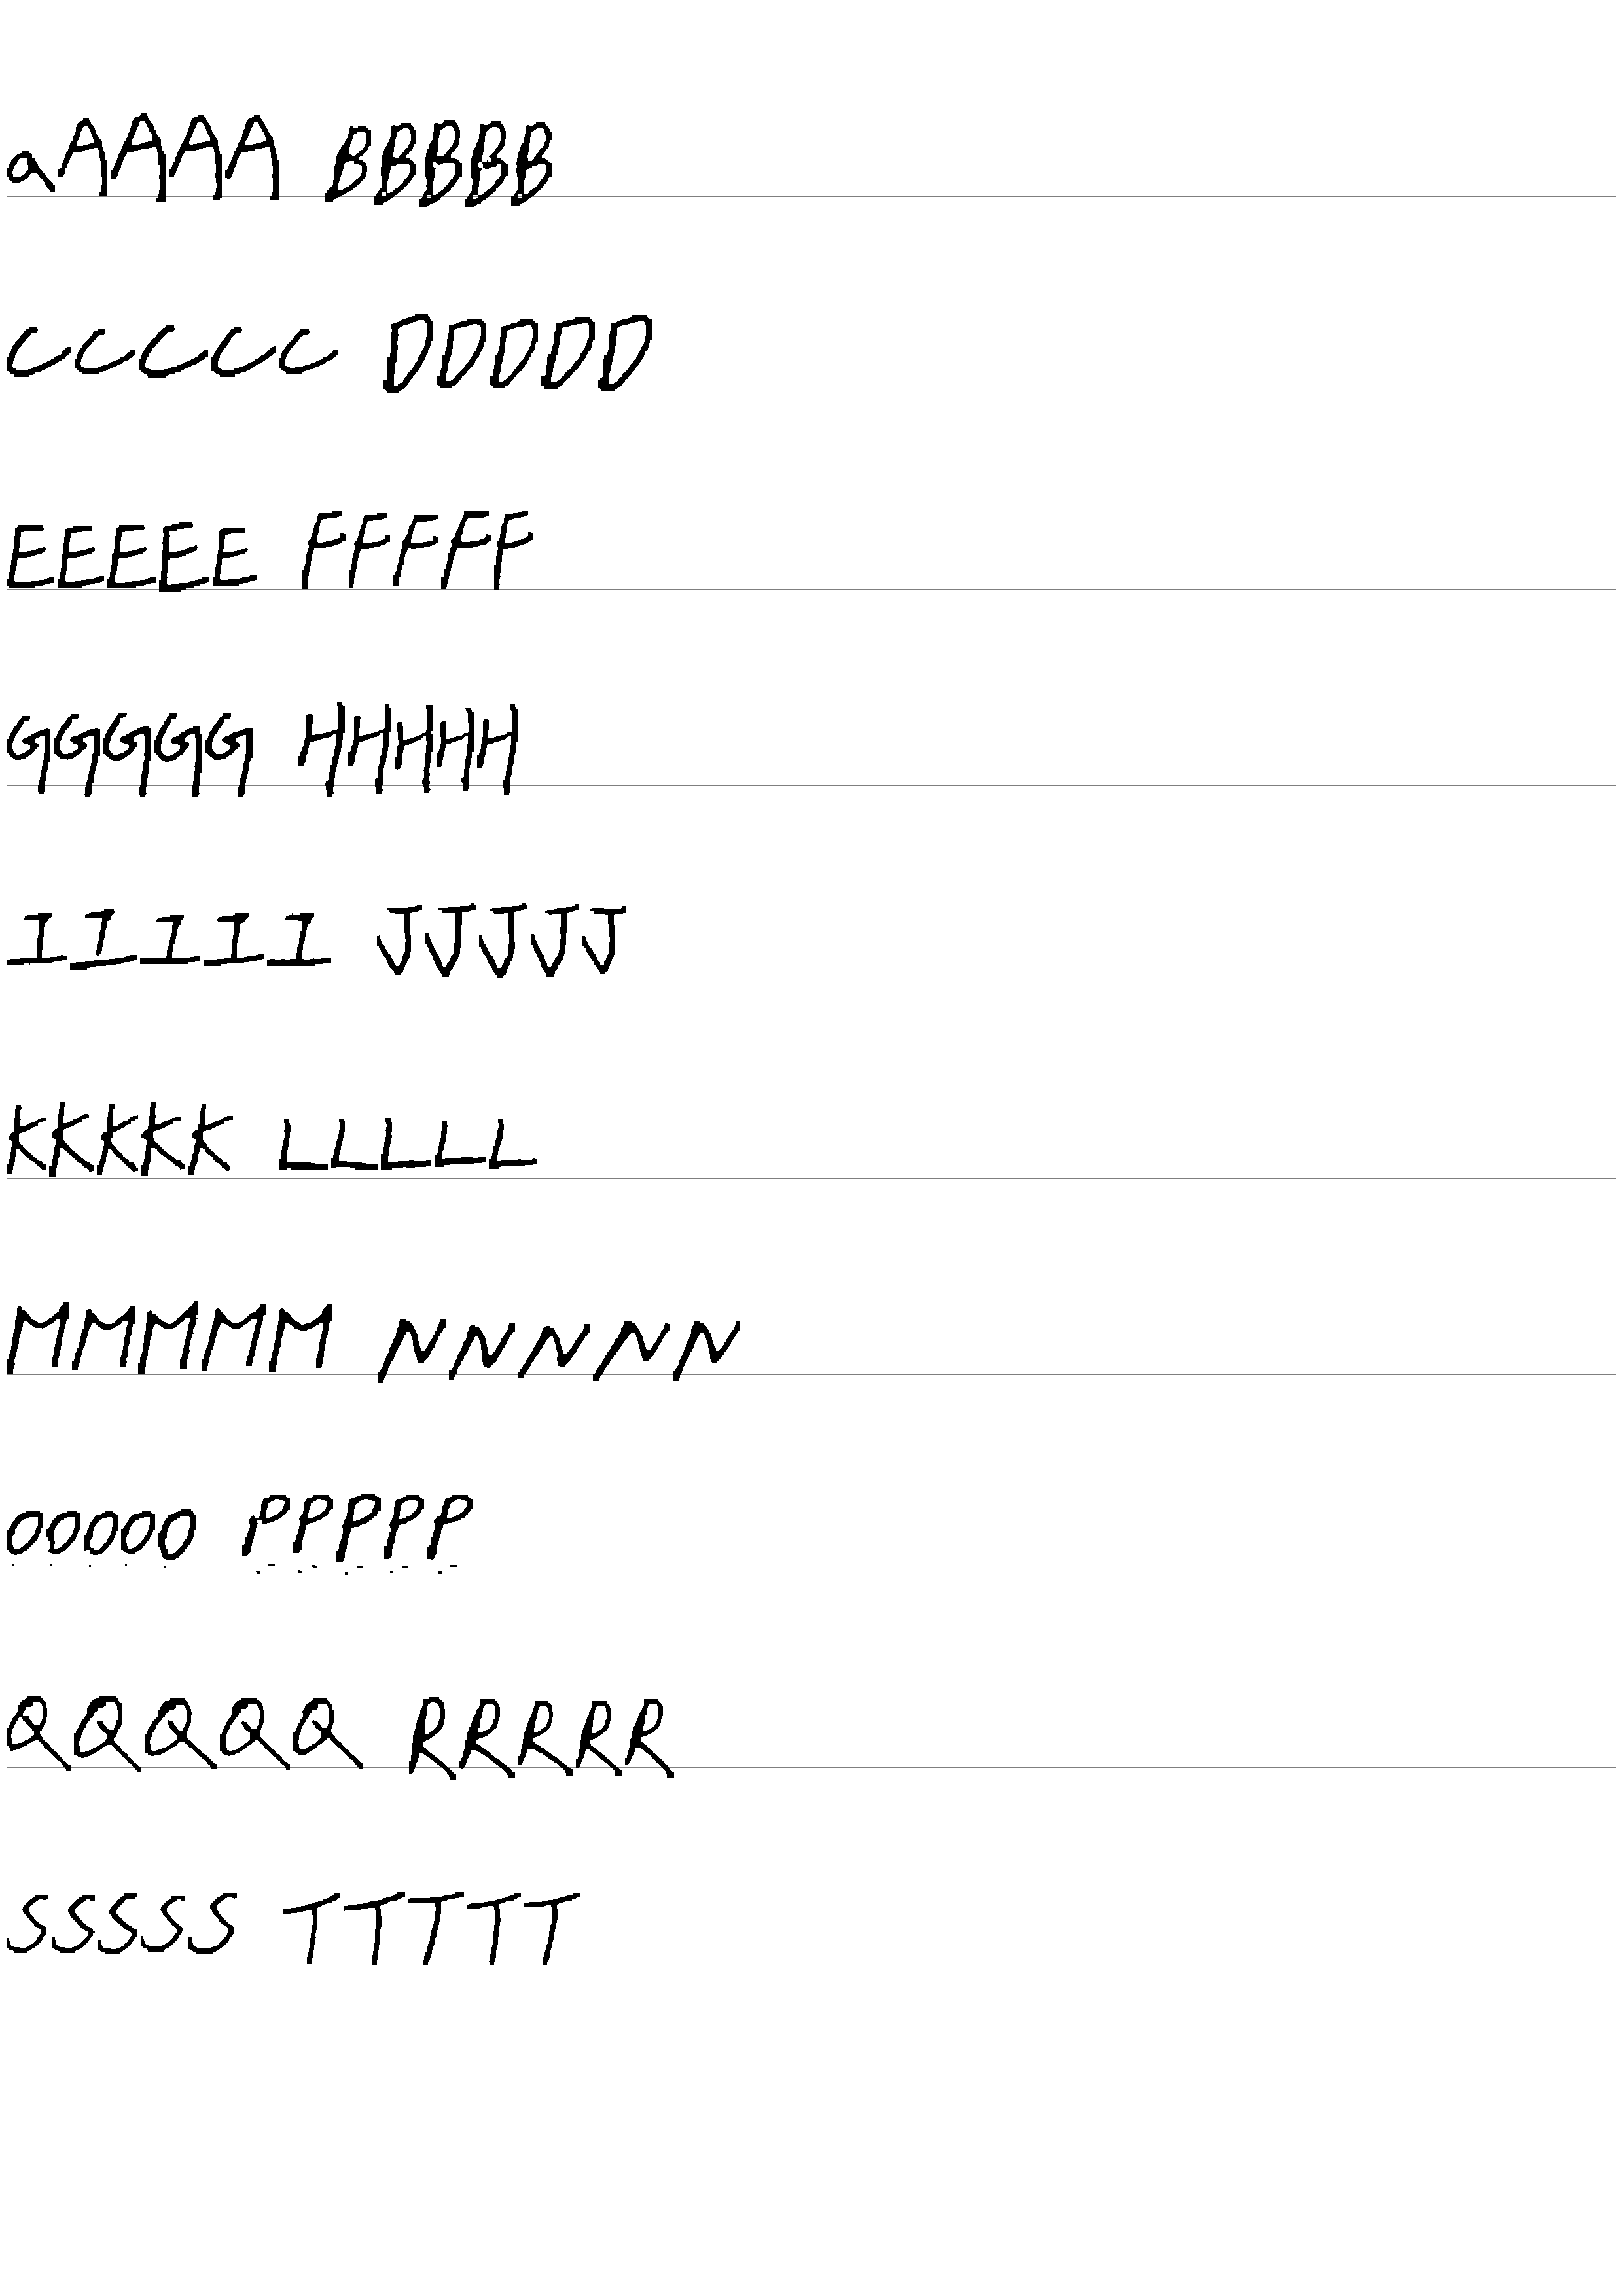 aAAAA BBBBB
CCCCC DDDDD
EEEEE FFFFF
GGGGG HHHHH
IIIII JJJJJ
KKKKK LLLLL
MMMMM NNNNN
OOOOO PPPPP
QQQQQ RRRRR
SSSSS TTTTT